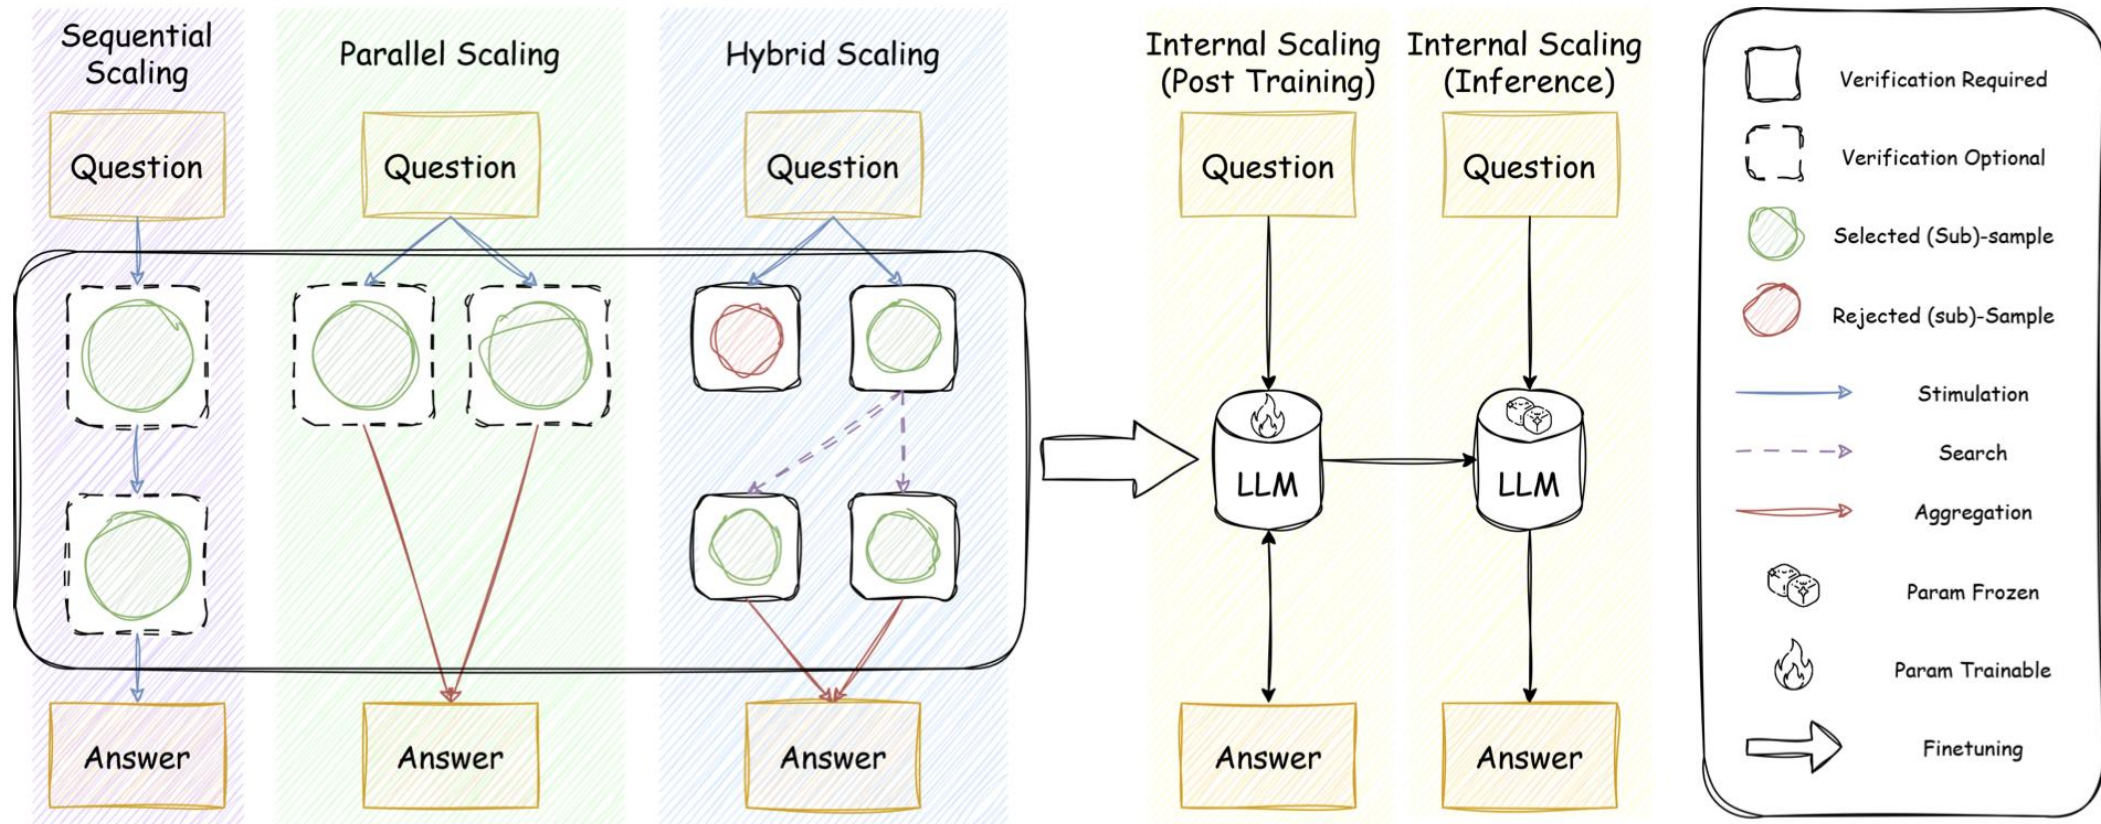 Sequential
Scaling
Parallel Scaling
Hybrid Scaling
Internal Scaling
(Post Training)
Internal Scaling
(Inference)
Question
Question
Question
Question
Question
LLM
LLM
Answer
Answer
Answer
Answer
Answer
Verification Required
Verification Optional
Selected (Sub)-sample
Rejected (sub)-Sample
Stimulation
Search
Aggregation
Param Frozen
Param Trainable
Finetuning